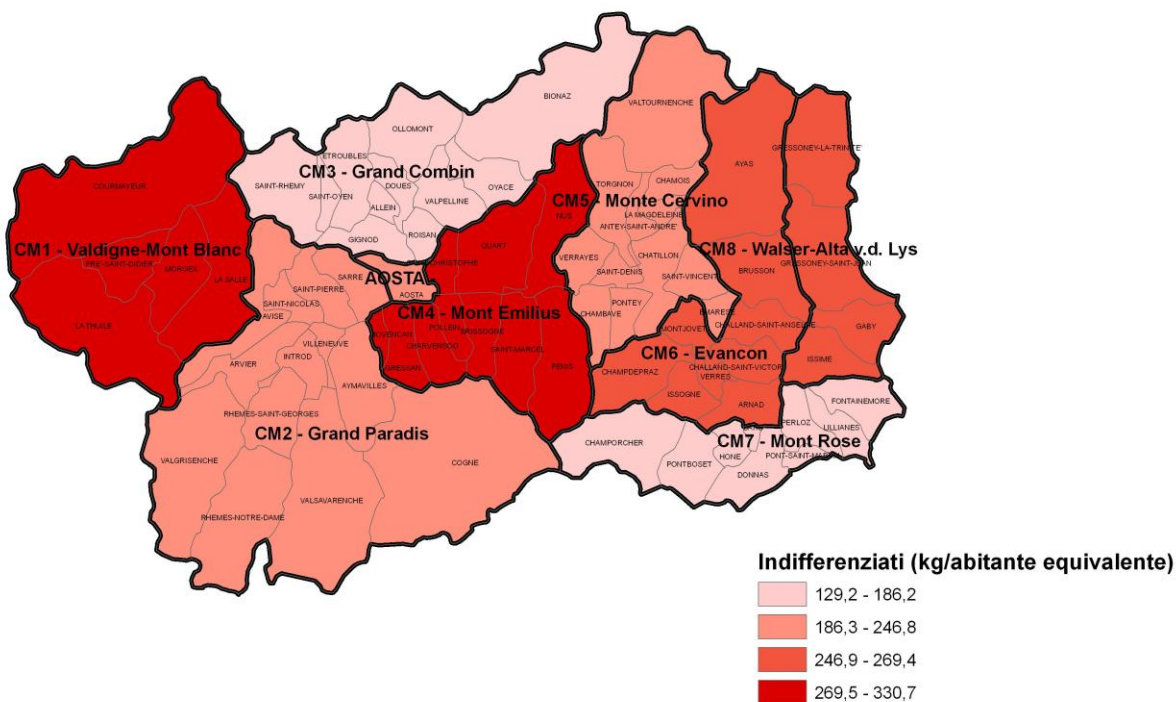 BIONAZ
VALTOURNENCHE
OLLOMONT
ETROUBLES
CM3 - Grand Combin
SAINT-RHEMY
SAINT-OYEN
DOUES
ALLEIN
VALPELLINE
OYACE
GIGNOD
ROISAN
GRESSONEY-LA-TRINITE'
AYAS
TORGNON
CHAMOIS
CM5 - Monte Cervino
NUS
LA MAGDELEINE
ANTEY-SAINT-ANDRE'
COURMAYEUR
CM1 - Valdigne-Mont Blanc
PRE'-SAINT-DIDIER
MORGEX
LA SALLE
LA THUILE
QUART
CHRISTOPHE
VERRAYES
SAINT-DENIS
CHATILLON
SAINT-VINCENT
CM8 - Walser-Alta v.d. Lys
GRESSONEY-SAINT-JEAN
BRUSSON
SARRE
AOSTA
AOSTA
SAINT-PIERRE
SAINT-NICOLAS
AVISE
CM4 - Mont Emilius
POLLEIN
BRISSOGNE
CHARVENSOD
SAINT-MARCEL
FENIS
PONTEY
CHAMBAVE
EMARESE
MONTJOVET
CHALLAND-SAINT-ANSELME
GABY
ISSIME
VILLENEUVE
INTROD
ARVIER
AYMAVILLES
CM6 - Evancon
CHAMPDEPRAZ
CHALLAND-SAINT-VICTOR
VERRES
ISSOGNE
ARNAD
FONTAINEMORE
RHEMES-SAINT-GEORGES
CM2 - Grand Paradis
PERLOZ
LILLIANES
CHAMPORCHER
CM7 - Mont Rose
HONE
PONT-SAINT-MARTIN
PONTBOSET
DONNAS
VALGRISENCHE
COGNE
VALSAVARENCHE
RHEMES-NOTRE-DAME
Indifferenziati (kg/abitante equivalente)
129,2 - 186,2
186,3 - 246,8
246,9 - 269,4
269,5 - 330,7